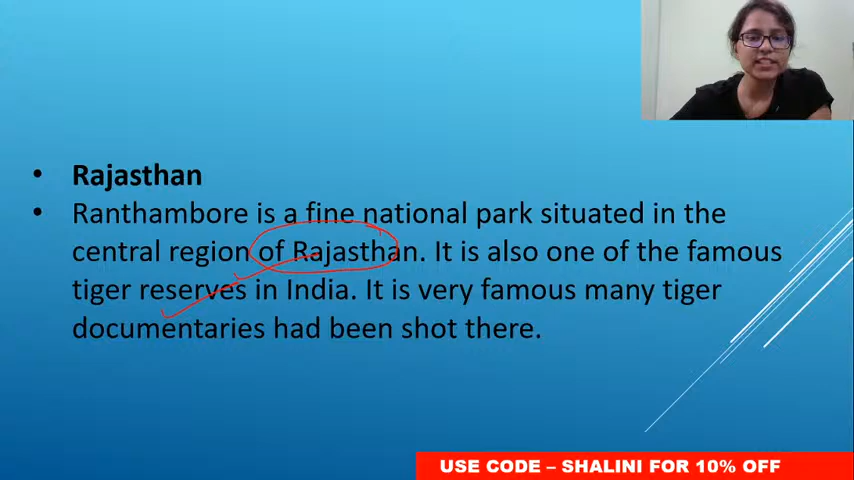 • Rajasthan
• Ranthambore is a fine national park situated in the
central region of Rajasthan. It is also one of the famous
tiger reserves in India. It is very famous many tiger
documentaries had been shot there.
USE CODE – SHALINI FOR 10% OFF